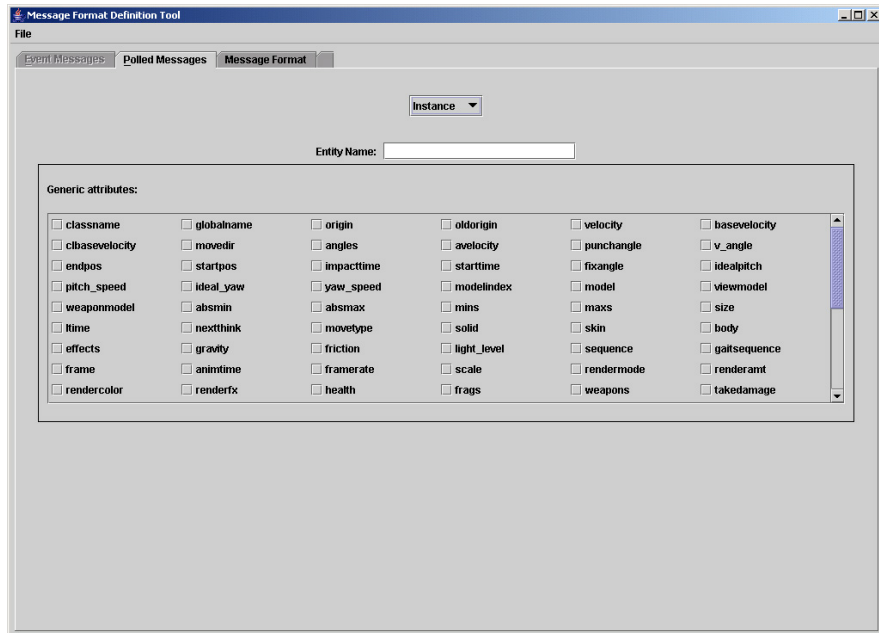 Message Format Definition Tool
File
Event Messages Polled Messages Message Format
Instance
Entity Name:
Generic attributes:
classname globalname origin oldorigin velocity basevelocity
clbasevelocity movedir angles avelocity punchangle v_angle
endpos startpos impacttime starttime fixangle idealpitch
pitch_speed ideal_yaw yaw_speed modelindex model viewmodel
weaponmodel absmin absmax mins maxs size
ltime nextthink movetype solid skin body
effects gravity friction light_level sequence gaitsequence
frame animtime framerate scale rendermode renderamt
rendercolor renderfx health frags weapons takedamage